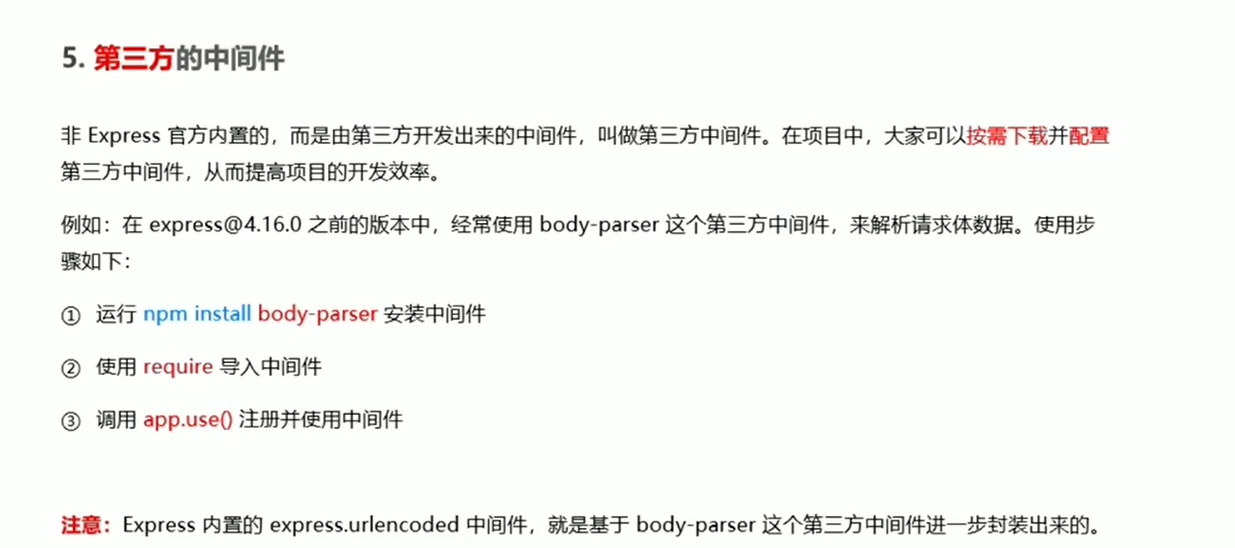 5. 第三方的中间件
非 Express 官方内置的，而是由第三方开发出来的中间件，叫做第三方中间件。在项目中，大家可以按需下载并配置
第三方中间件，从而提高项目的开发效率。
例如：在 express@4.16.0 之前的版本中，经常使用 body-parser 这个第三方中间件，来解析请求体数据。使用步
骤如下：
① 运行 npm install body-parser 安装中间件
② 使用 require 导入中间件
③ 调用 app.use() 注册并使用中间件
注意：Express 内置的 express.urlencoded 中间件，就是基于 body-parser 这个第三方中间件进一步封装出来的。